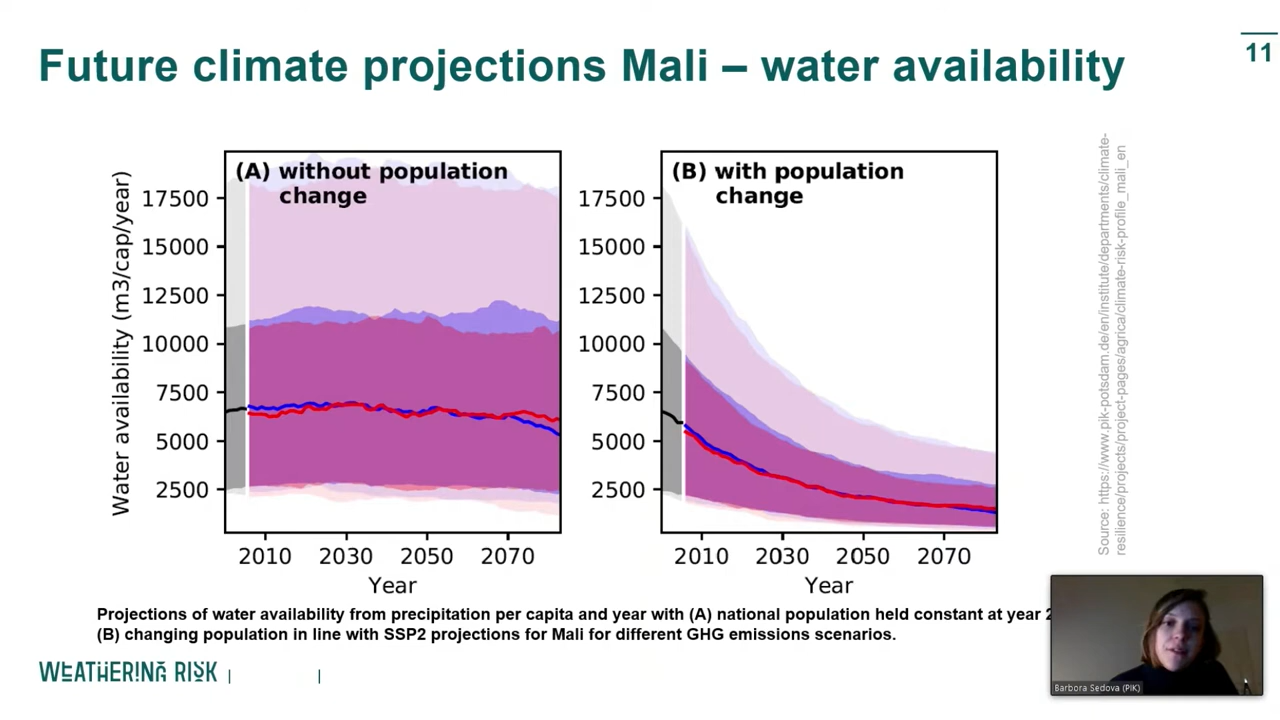 Future climate projections Mali – water availability
11
(A) without population
change
Water availability (m3/cap/year)
17500
15000
12500
10000
7500
5000
2500
2010 2030 2050 2070
Year
(B) with population
change
17500
15000
12500
10000
7500
5000
2500
2010 2030 2050 2070
Year
Source: https://www.pik-potsdam.de/en/institute/departments/climate-
resilience/projects/project-pages/agrica/climate-risk-profile_mali_en
Projections of water availability from precipitation per capita and year with (A) national population held constant at year 2
(B) changing population in line with SSP2 projections for Mali for different GHG emissions scenarios.
WEATHERING RISK
Barbora Sedova (PIK)